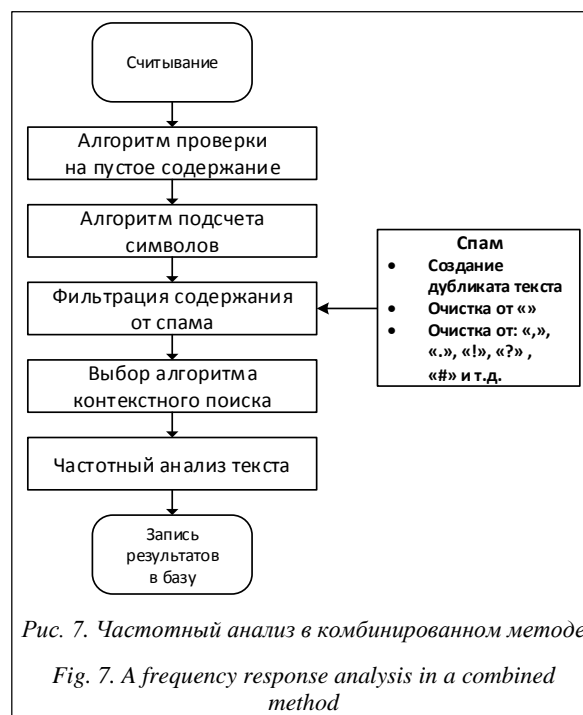 Считывание
Алгоритм проверки
на пустое содержание
Алгоритм подсчета
символов
Фильтрация содержания
от спама
Спам
• Создание
дубликата текста
• Очистка от «»
• Очистка от: «,»,
«.», «!», «?» ,
«#» и т.д.
Выбор алгоритма
контекстного поиска
Частотный анализ текста
Запись
результатов
в базу
Рис. 7. Частотный анализ в комбинированном методе
Fig. 7. A frequency response analysis in a combined
method